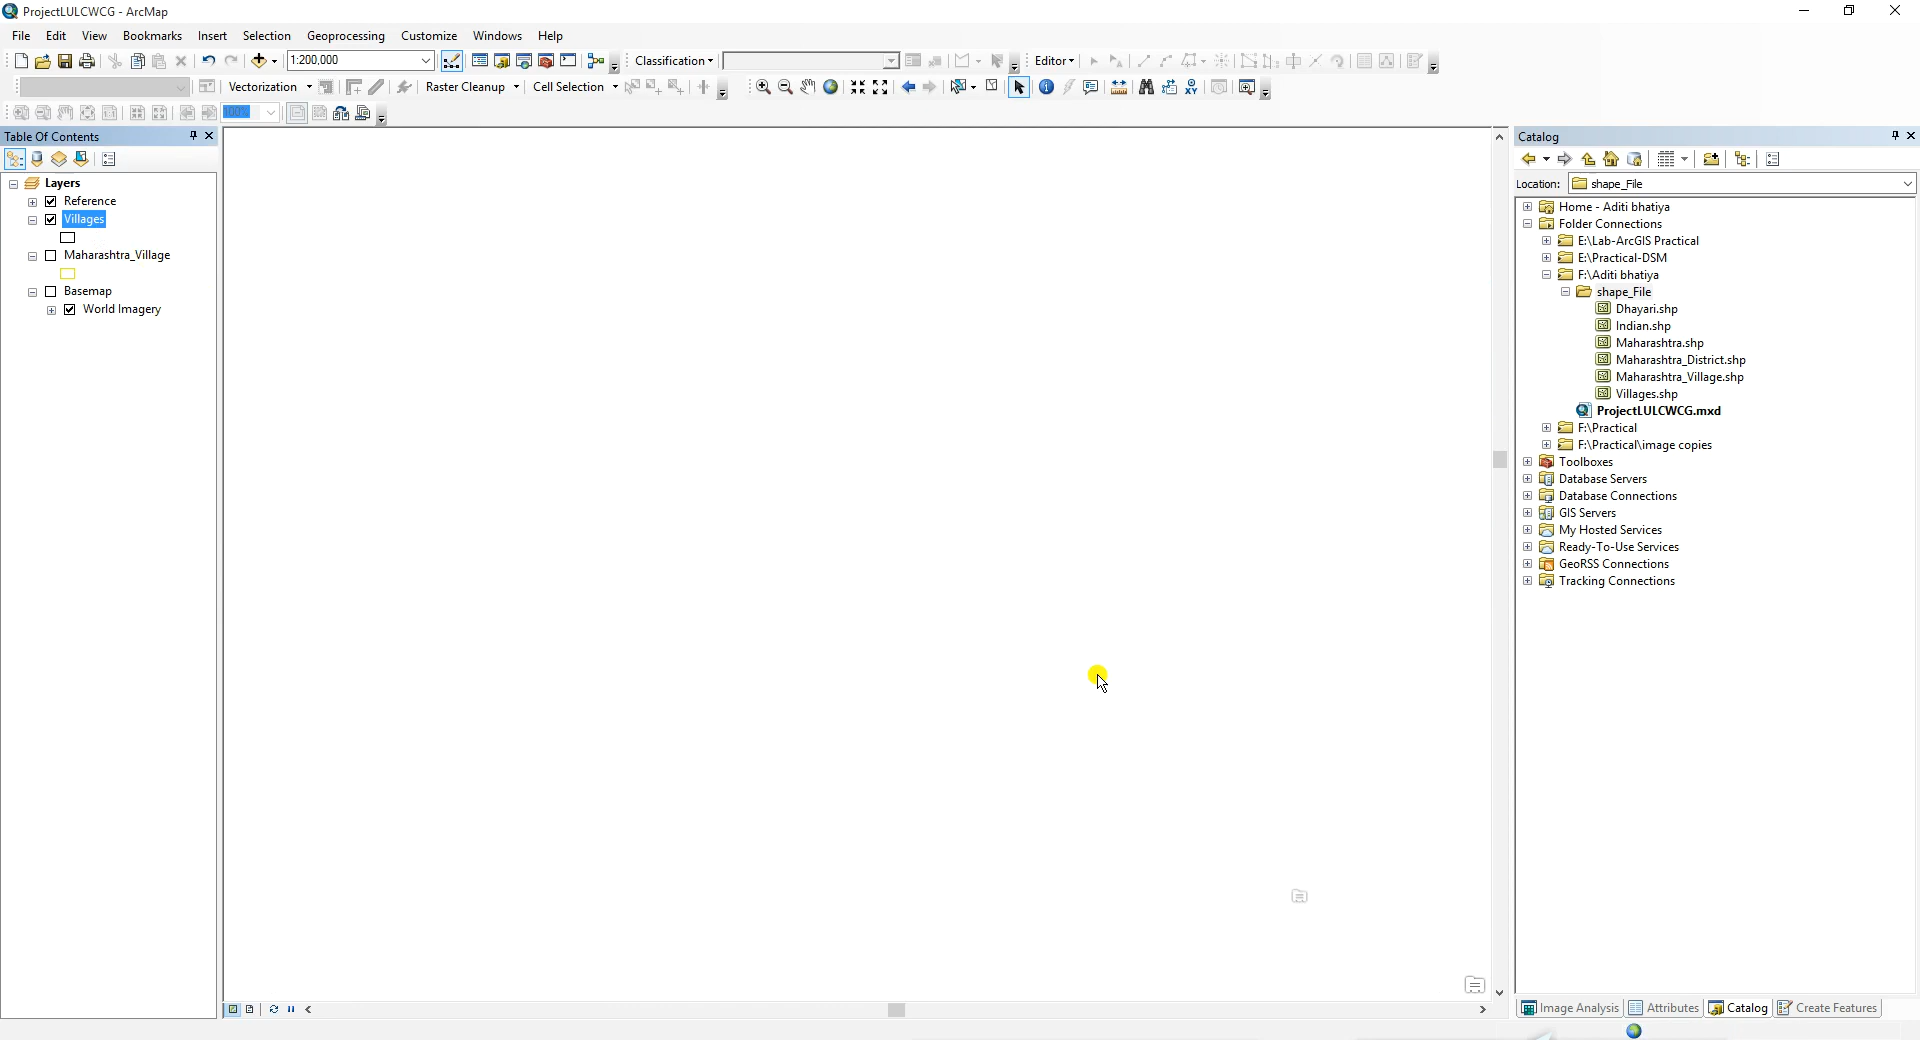 ProjectLULCWCG - ArcMap
File Edit View Bookmarks Insert Selection Geoprocessing Customize Windows Help
1:200,000 Classification Editor
Vectorization Raster Cleanup Cell Selection
100%
Table Of Contents
Layers
Reference
Villages
Maharashtra_Village
Basemap
World Imagery
Catalog
Location: shape_File
Home - Aditi bhatiya
Folder Connections
E:\Lab-ArcGIS Practical
E:\Practical-DSM
F:\Aditi bhatiya
shape_File
Dhayari.shp
Indian.shp
Maharashtra.shp
Maharashtra_District.shp
Maharashtra_Village.shp
Villages.shp
ProjectLULCWCG.mxd
F:\Practical
F:\Practical\image copies
Toolboxes
Database Servers
Database Connections
GIS Servers
My Hosted Services
Ready-To-Use Services
GeoRSS Connections
Tracking Connections
Image Analysis Attributes Catalog Create Features